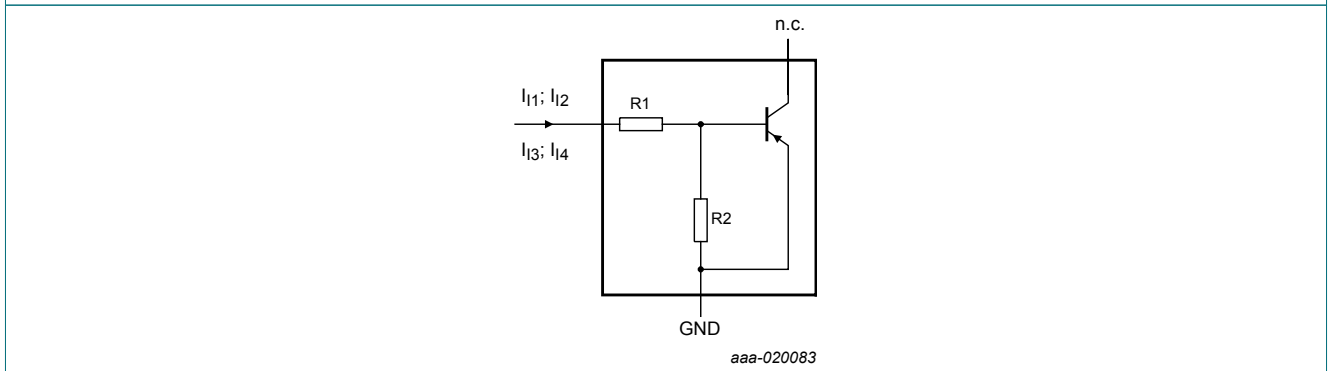 n.c.
I_I1; I_I2
R1
I_I3; I_I4
R2
GND
aaa-020083